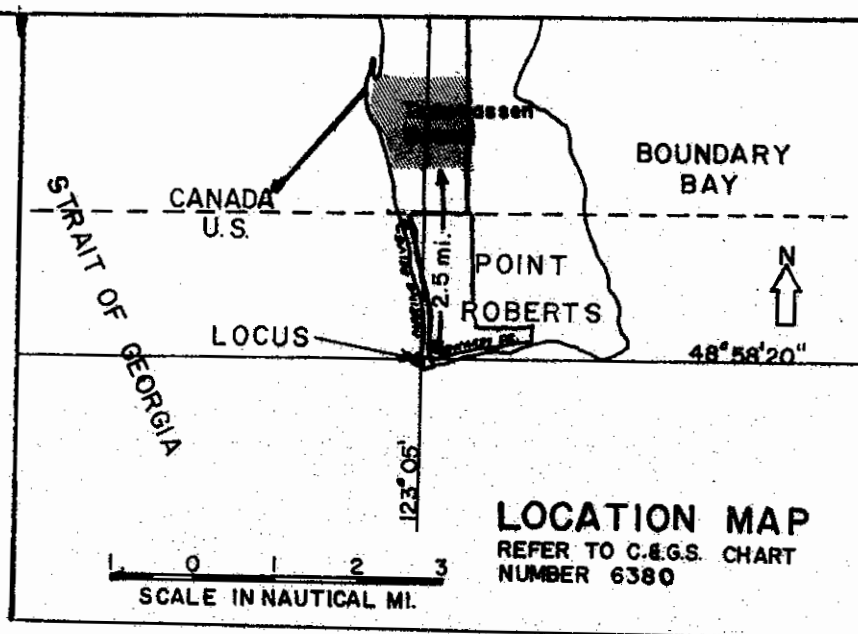 BOUNDARY
BAY
CANADA
U.S.
STRAIT OF GEORGIA
2.5 mi.
POINT
ROBERTS
N
LOCUS
48°58'20"
123°05'
LOCATION MAP
REFER TO C.&G.S. CHART
NUMBER 6380
1 0 1 2 3
SCALE IN NAUTICAL MI.